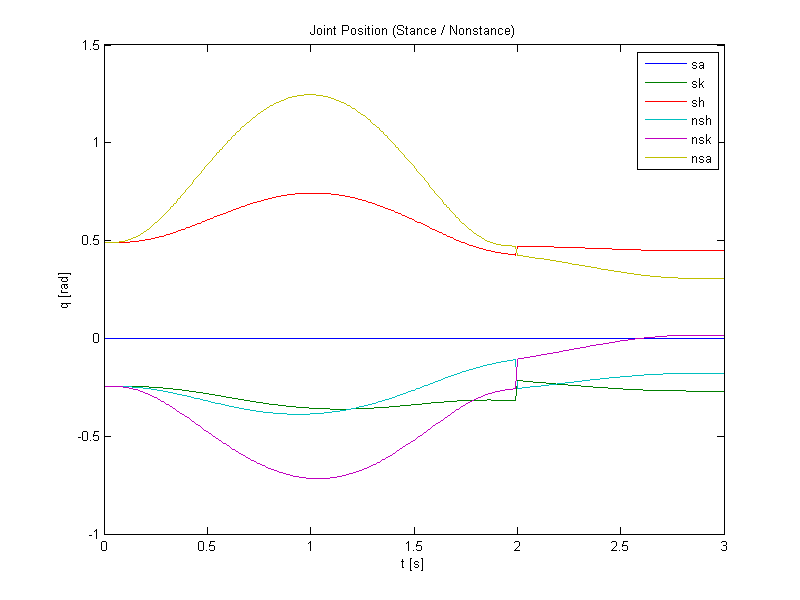 Joint Position (Stance / Nonstance)
1.5
1
0.5
0
-0.5
-1
q [rad]
sa
sk
sh
nsh
nsk
nsa
0
0.5
1
1.5
2
2.5
3
t [s]